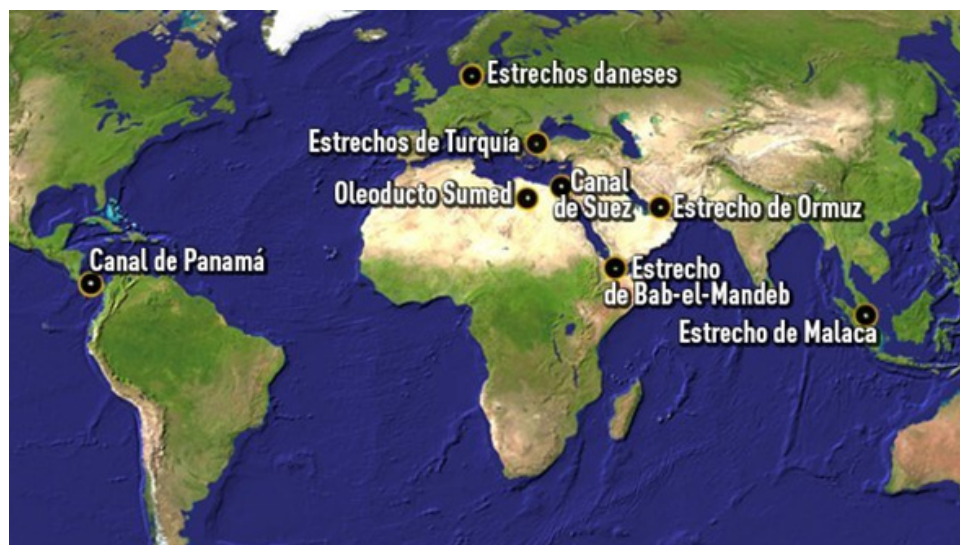 Estrechos daneses
Estrechos de Turquía
Oleoducto Sumed
Canal
de Suez
Estrecho de Ormuz
Canal de Panamá
Estrecho
de Bab-el-Mandeb
Estrecho de Malaca